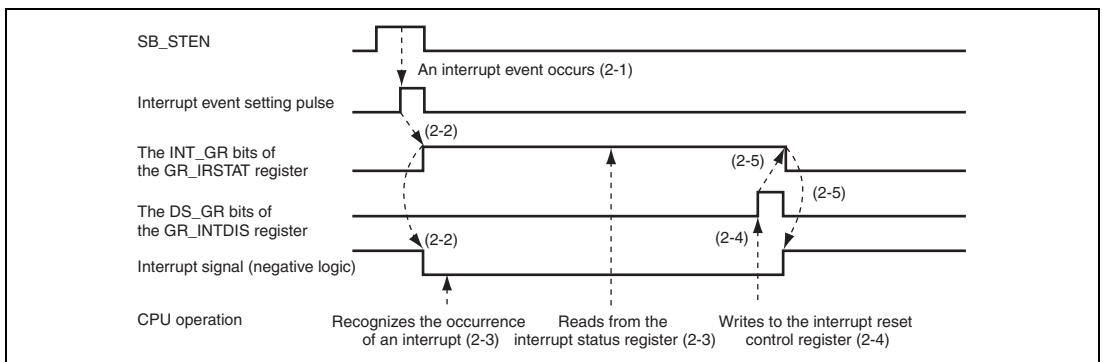 SB_STEN
An interrupt event occurs (2-1)
Interrupt event setting pulse
(2-2)
The INT_GR bits of
the GR_IRSTAT register
(2-5)
(2-5)
The DS_GR bits of
the GR_INTDIS register
(2-2)
(2-4)
Interrupt signal (negative logic)
CPU operation
Recognizes the occurrence
of an interrupt (2-3)
Reads from the
interrupt status register (2-3)
Writes to the interrupt reset
control register (2-4)